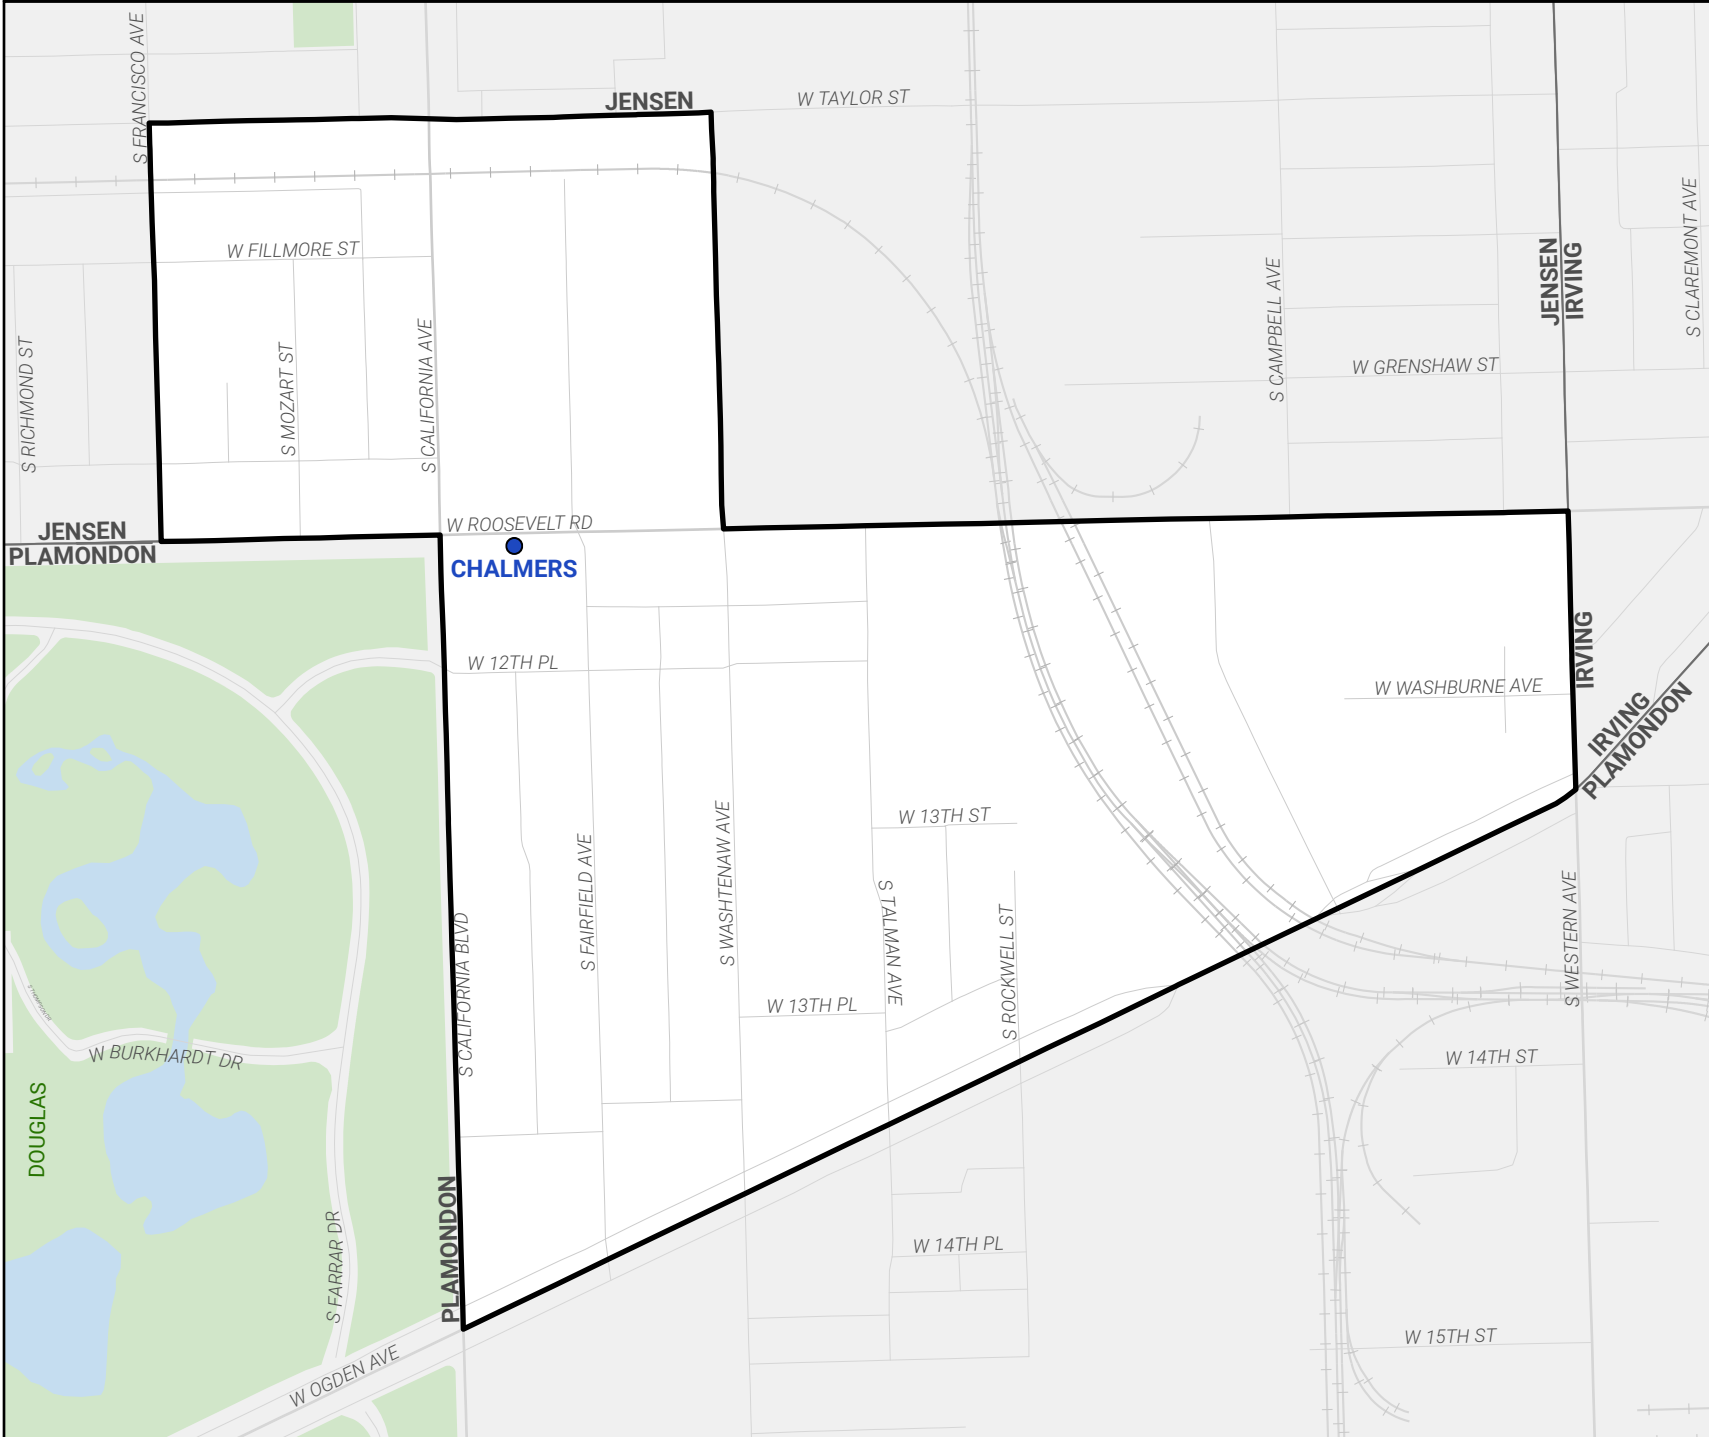 S FRANCISCO AVE
JENSEN
W TAYLOR ST
S CLAREMONT AVE
W FILLMORE ST
JENSEN
IRVING
S CAMPBELL AVE
S RICHMOND ST
S MOZART ST
S CALIFORNIA AVE
W GRENSHAW ST
JENSEN
PLAMONDON
W ROOSEVELT RD
CHALMERS
W 12TH PL
IRVING
W WASHBURNE AVE
IRVING
PLAMONDON
W 13TH ST
S FAIRFIELD AVE
S WASHTENAW AVE
S TALMAN AVE
S ROCKWELL ST
S WESTERN AVE
S CALIFORNIA BLVD
S THOMPSON DR
W 13TH PL
W BURKHARDT DR
W 14TH ST
DOUGLAS
PLAMONDON
S FARRAR DR
W 14TH PL
W 15TH ST
W OGDEN AVE